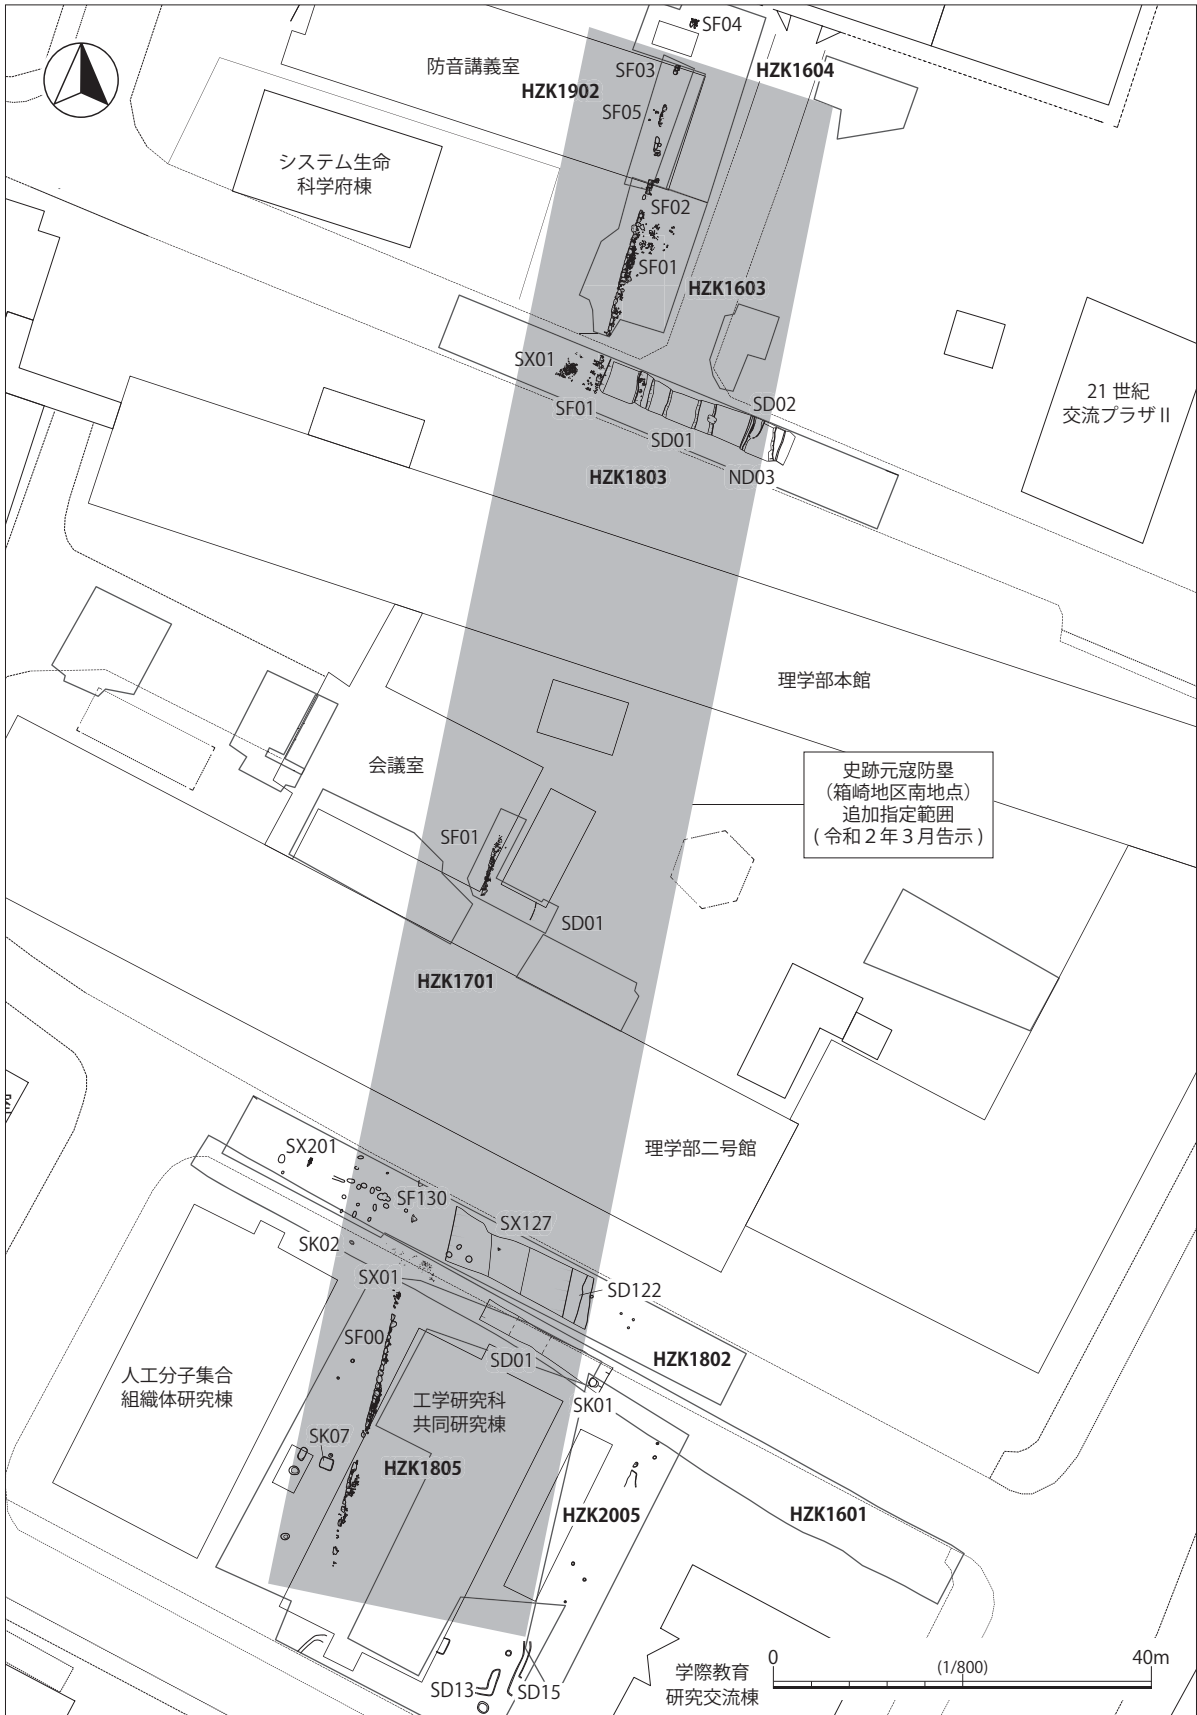 SF04
防音講義室
SF03
HZK1604
HZK1902
SF05
システム生命
科学府棟
SF02
SF01
HZK1603
SX01
21 世紀
交流プラザⅡ
SF01
SD02
SD01
HZK1803
ND03
理学部本館
会議室
史跡元寇防塁
（箱崎地区南地点）
追加指定範囲
( 令和２年３月告示 )
SF01
SD01
HZK1701
SX201
理学部二号館
SF130
SX127
SK02
SX01
SD122
SF00
SD01
HZK1802
人工分子集合
組織体研究棟
工学研究科
共同研究棟
SK01
SK07
HZK1805
HZK2005
HZK1601
0
(1/800)
40m
学際教育
研究交流棟
SD13
SD15